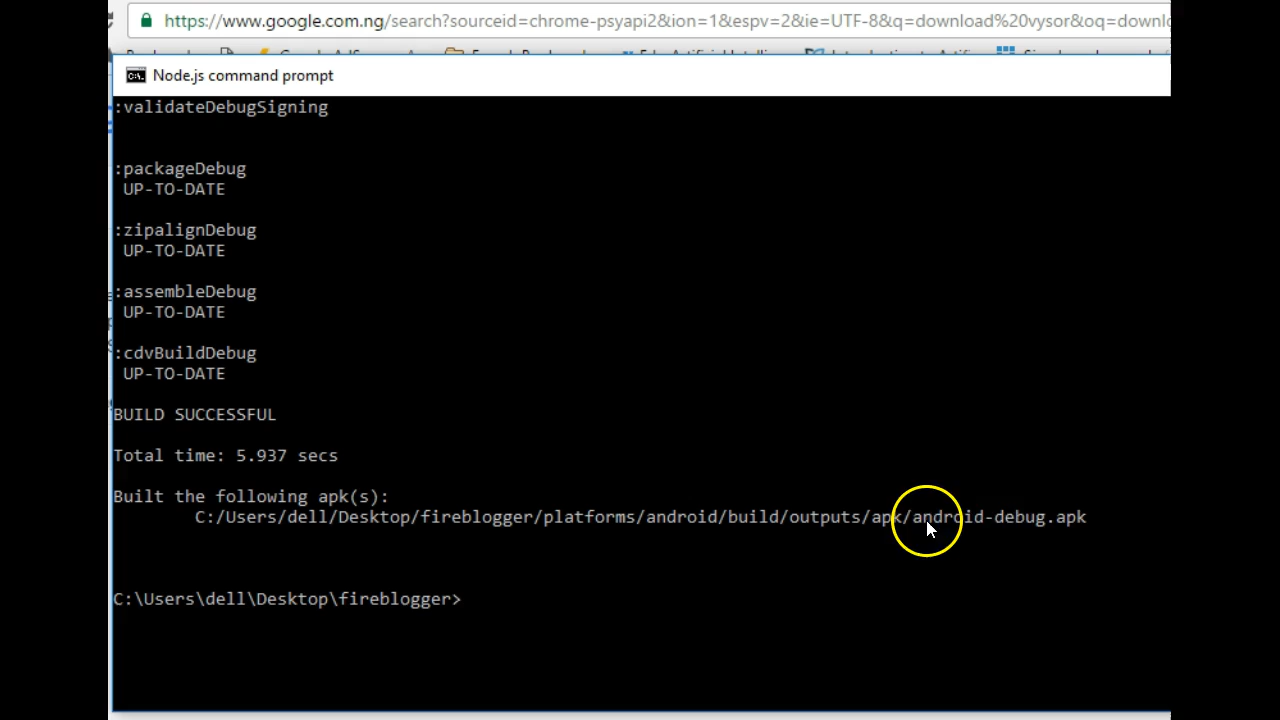 https://www.google.com.ng/search?sourceid=chrome-psyapi2&ion=1&espv=2&ie=UTF-8&q=download%20vysor&oq=downl
Node.js command prompt
:validateDebugSigning
:packageDebug
UP-TO-DATE
:zipalignDebug
UP-TO-DATE
:assembleDebug
UP-TO-DATE
:cdvBuildDebug
UP-TO-DATE
BUILD SUCCESSFUL
Total time: 5.937 secs
Built the following apk(s):
C:/Users/dell/Desktop/fireblogger/platforms/android/build/outputs/apk/android-debug.apk
C:\Users\dell\Desktop\fireblogger>